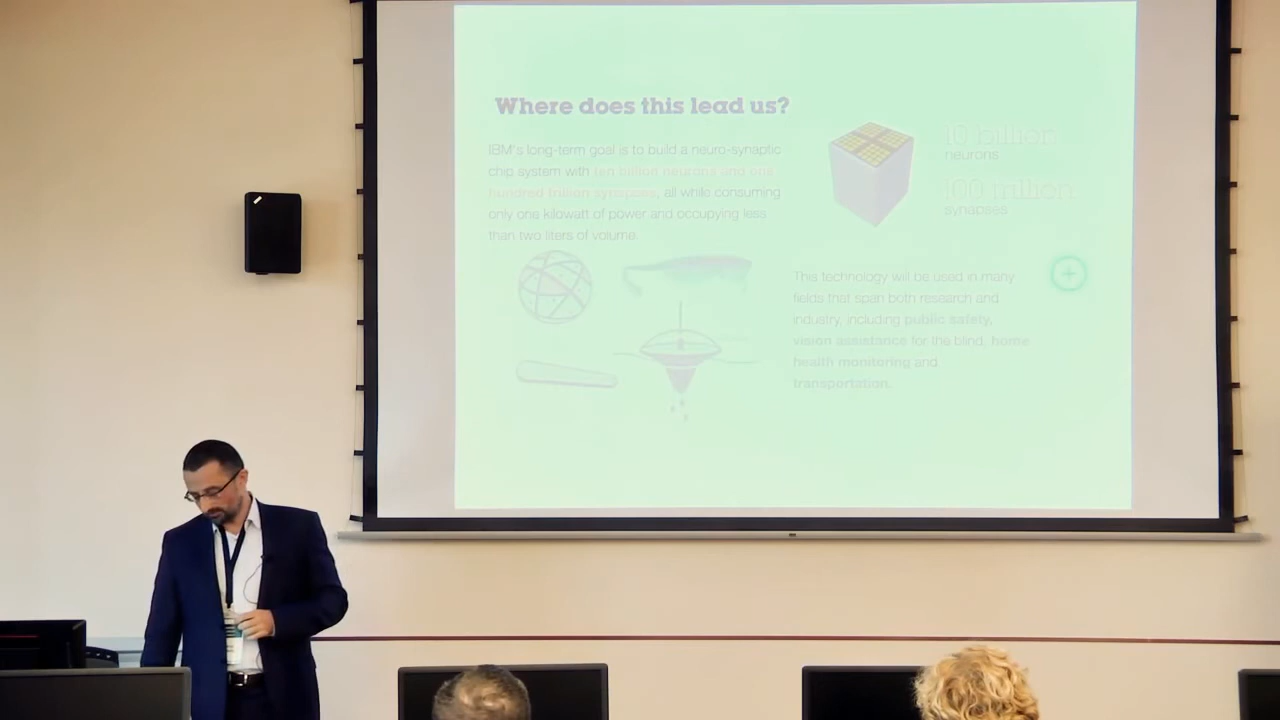 Where does this lead us?
IBM's long-term goal is to build a neuro-synaptic
chip system with ten billion neurons and one
hundred trillion synapses, all while consuming
only one kilowatt of power and occupying less
than two liters of volume.
10 billion
neurons
100 trillion
synapses
This technology will be used in many
fields that span both research and
industry, including public safety,
vision assistance for the blind, home
health monitoring and
transportation.